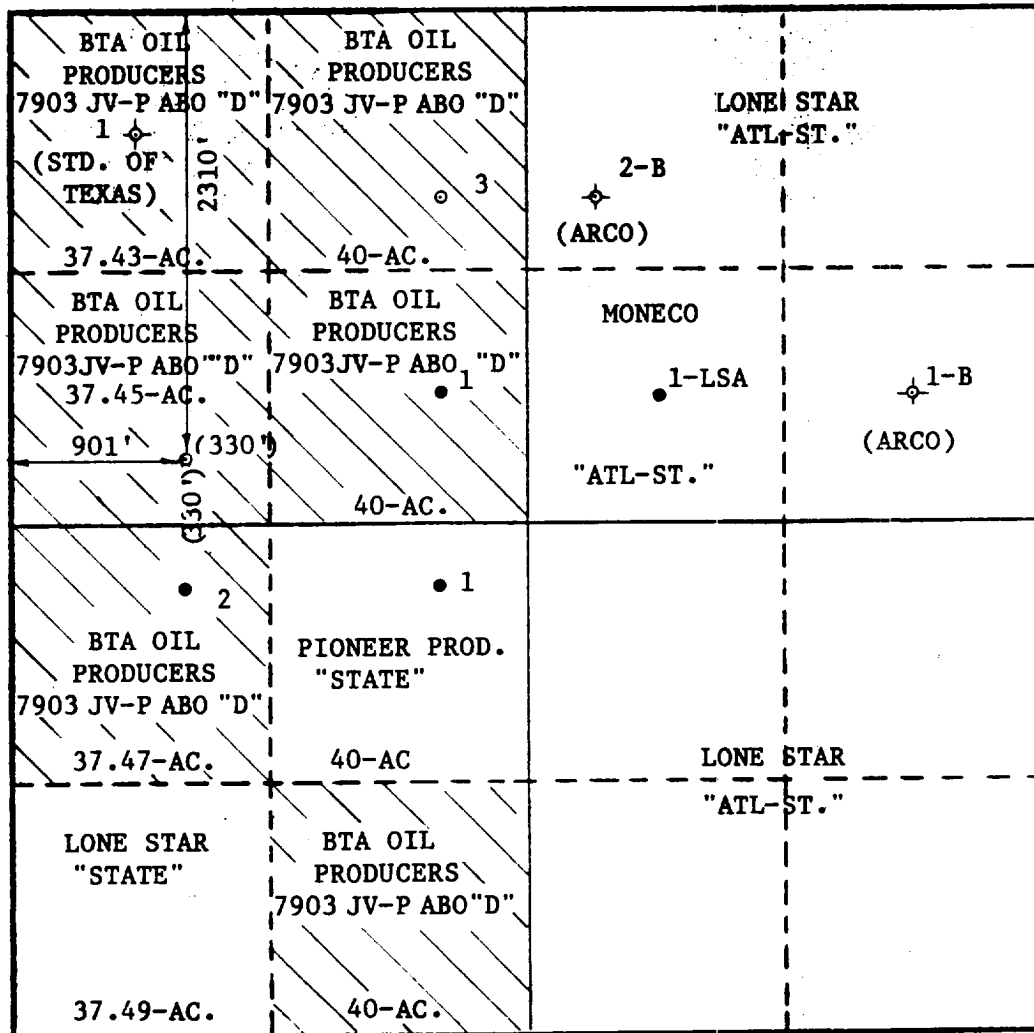 BTA OIL
PRODUCERS
7903 JV-P ABO "D"
1
(STD. OF
TEXAS)
37.43-AC.
2310'
BTA OIL
PRODUCERS
7903 JV-P ABO "D"
3
40-AC.
LONE STAR
"ATL-ST."
2-B
(ARCO)
BTA OIL
PRODUCERS
7903JV-P ABO "D"
37.45-AC.
901'
(330')
(330')
BTA OIL
PRODUCERS
7903JV-P ABO "D"
1
40-AC.
MONECO
1-LSA
"ATL-ST."
1-B
(ARCO)
2
BTA OIL
PRODUCERS
7903 JV-P ABO "D"
37.47-AC.
1
PIONEER PROD.
"STATE"
40-AC
LONE STAR
"ATL-ST."
LONE STAR
"STATE"
37.49-AC.
BTA OIL
PRODUCERS
7903 JV-P ABO"D"
40-AC.